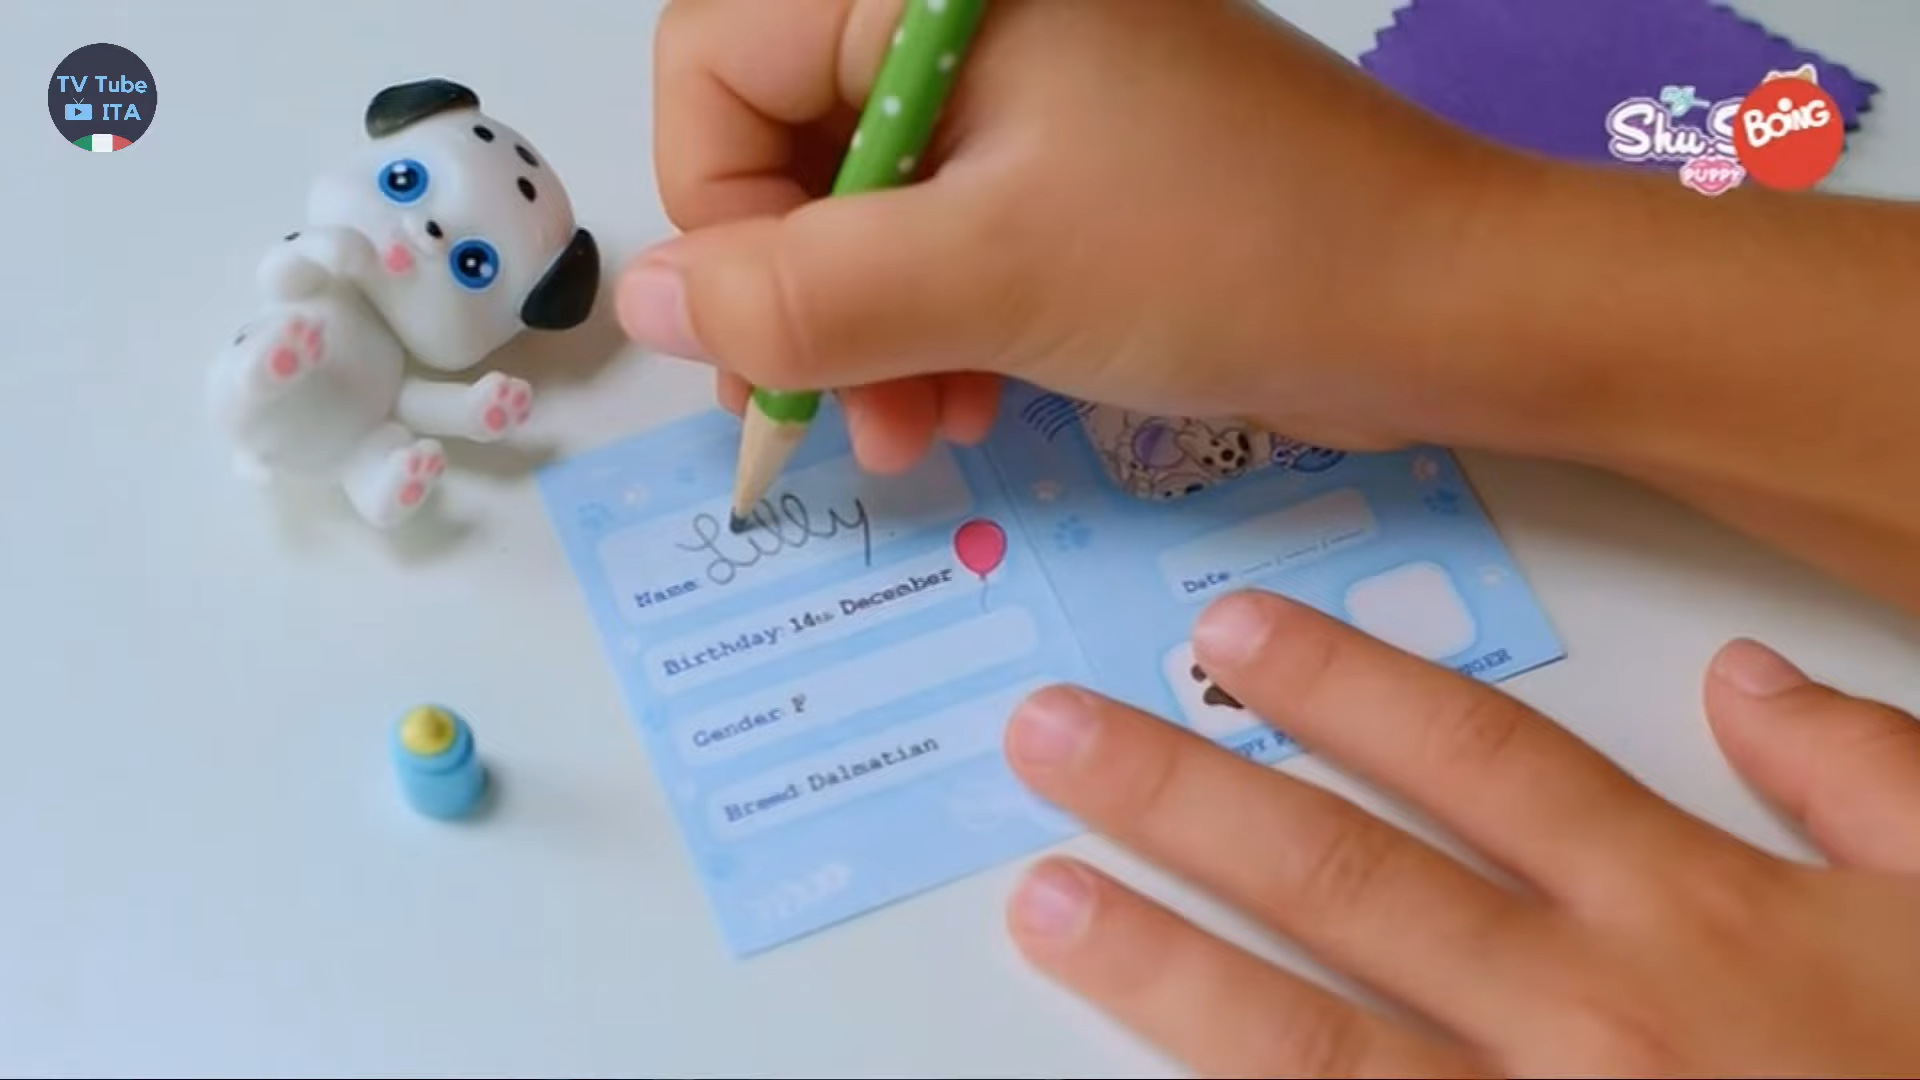 TV Tube
ITA
Shu.S
PUPPY
BOING
Name: Lilly
Birthday: 14th December
Gender: F
Breed: Dalmatian
Date: